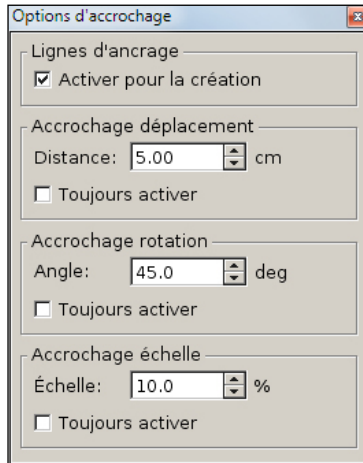 Options d'accrochage
Lignes d'ancrage
Activer pour la création
Accrochage déplacement
Distance: 5.00 cm
Toujours activer
Accrochage rotation
Angle: 45.0 deg
Toujours activer
Accrochage échelle
Échelle: 10.0 %
Toujours activer